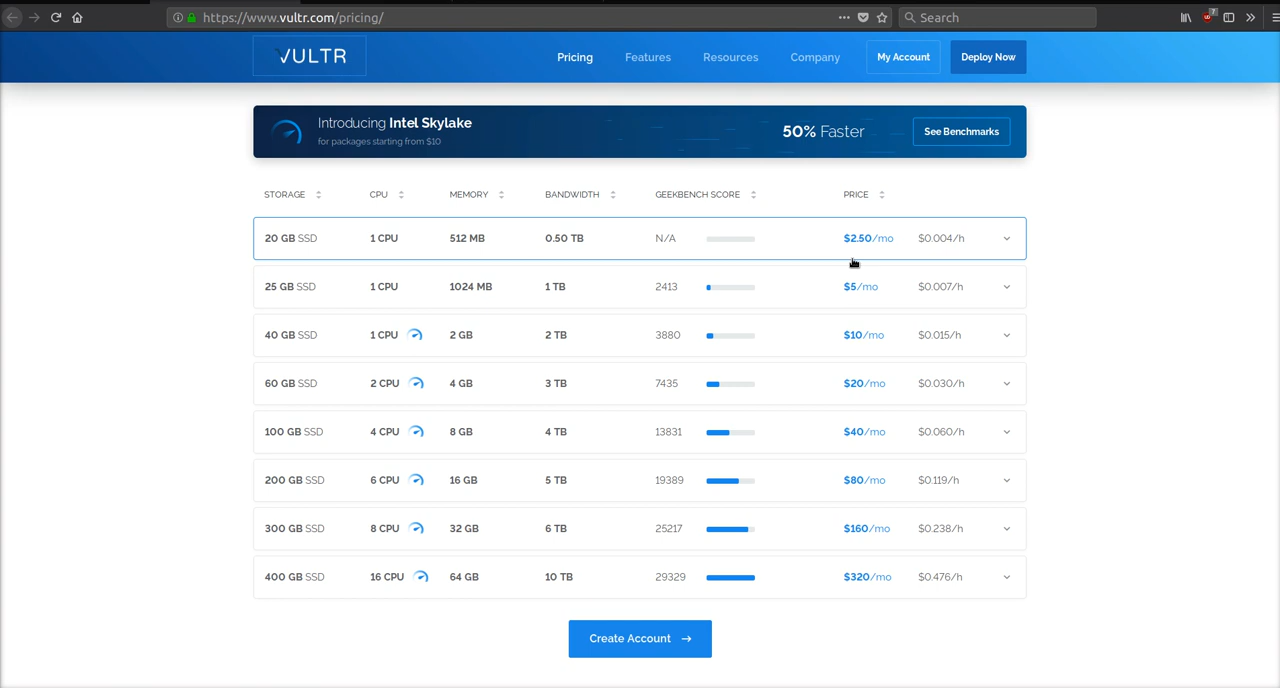 https://www.vultr.com/pricing/
Search
7
VULTR
Pricing Features Resources Company My Account Deploy Now
Introducing Intel Skylake
for packages starting from $10
50% Faster
See Benchmarks
STORAGE CPU MEMORY BANDWIDTH GEEKBENCH SCORE PRICE
20 GB SSD 1 CPU 512 MB 0.50 TB N/A $2.50/mo $0.004/h
25 GB SSD 1 CPU 1024 MB 1 TB 2413 $5/mo $0.007/h
40 GB SSD 1 CPU 2 GB 2 TB 3880 $10/mo $0.015/h
60 GB SSD 2 CPU 4 GB 3 TB 7435 $20/mo $0.030/h
100 GB SSD 4 CPU 8 GB 4 TB 13831 $40/mo $0.060/h
200 GB SSD 6 CPU 16 GB 5 TB 19389 $80/mo $0.119/h
300 GB SSD 8 CPU 32 GB 6 TB 25217 $160/mo $0.238/h
400 GB SSD 16 CPU 64 GB 10 TB 29329 $320/mo $0.476/h
Create Account →